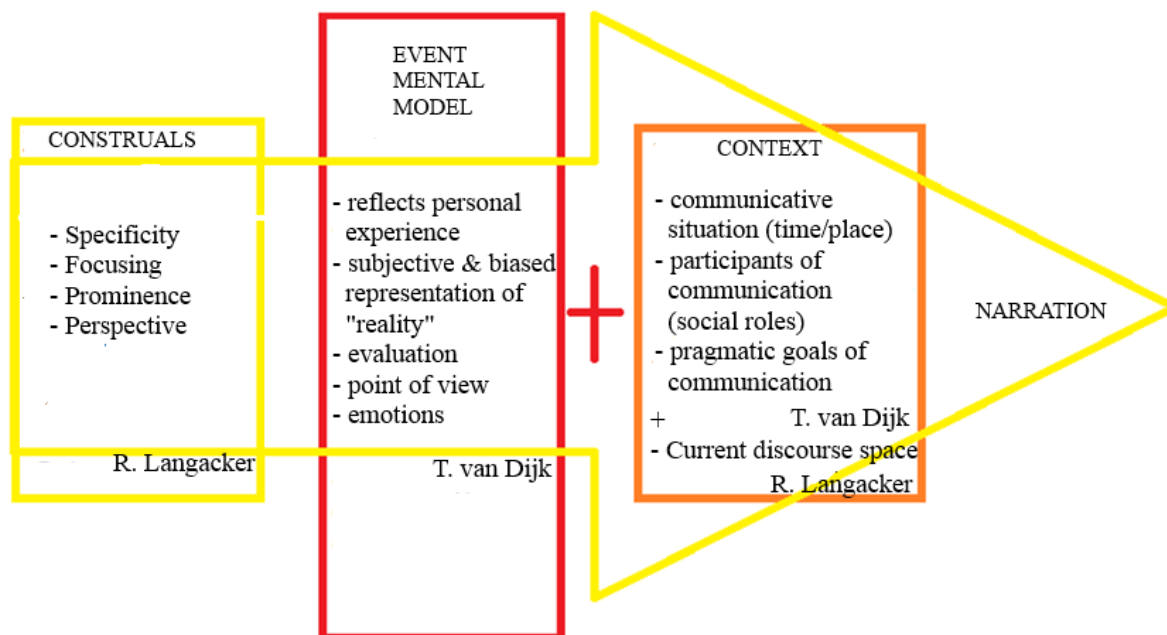 CONSTRUALS
- Specificity
- Focusing
- Prominence
- Perspective
R. Langacker
EVENT
MENTAL
MODEL
- reflects personal
experience
- subjective & biased
representation of
"reality"
- evaluation
- point of view
- emotions
T. van Dijk
+
CONTEXT
- communicative
situation (time/place)
- participants of
communication
(social roles)
- pragmatic goals of
communication
+ T. van Dijk
- Current discourse space
R. Langacker
NARRATION